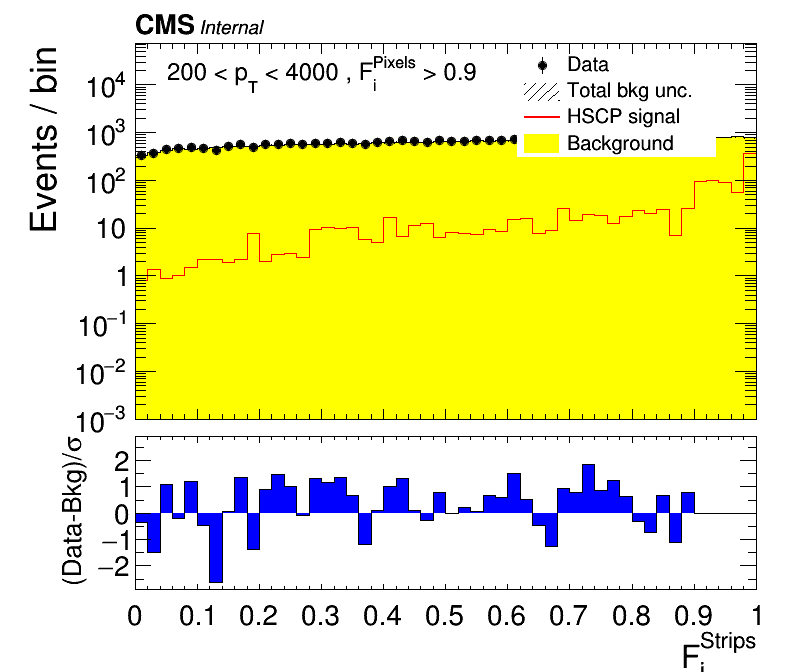 CMS Internal
Events / bin
200 < p_T < 4000 , F_i^Pixels > 0.9
Data
Total bkg unc.
HSCP signal
Background
10^4
10^3
10^2
10
1
10^−1
10^−2
10^−3
(Data-Bkg)/σ
2
1
0
−1
−2
0 0.1 0.2 0.3 0.4 0.5 0.6 0.7 0.8 0.9 1
F_i^Strips